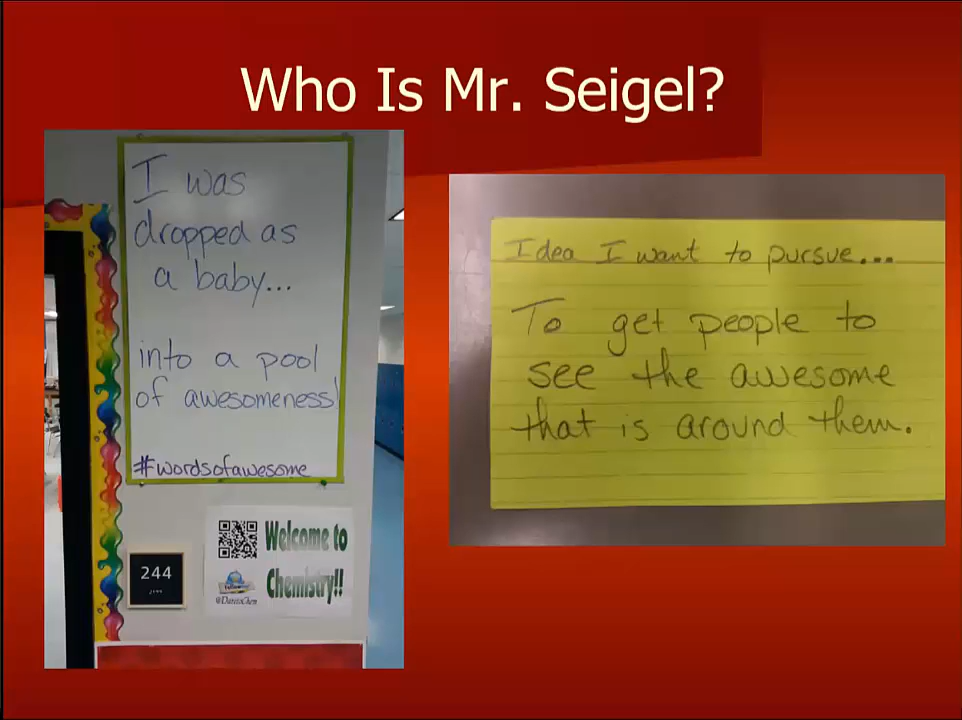 Who Is Mr. Seigel?
I was
dropped as
a baby...
into a pool
of awesomeness!
#wordsofawesome
Welcome to
Chemistry!!
244
Idea I want to pursue...
To get people to
see the awesome
that is around them.